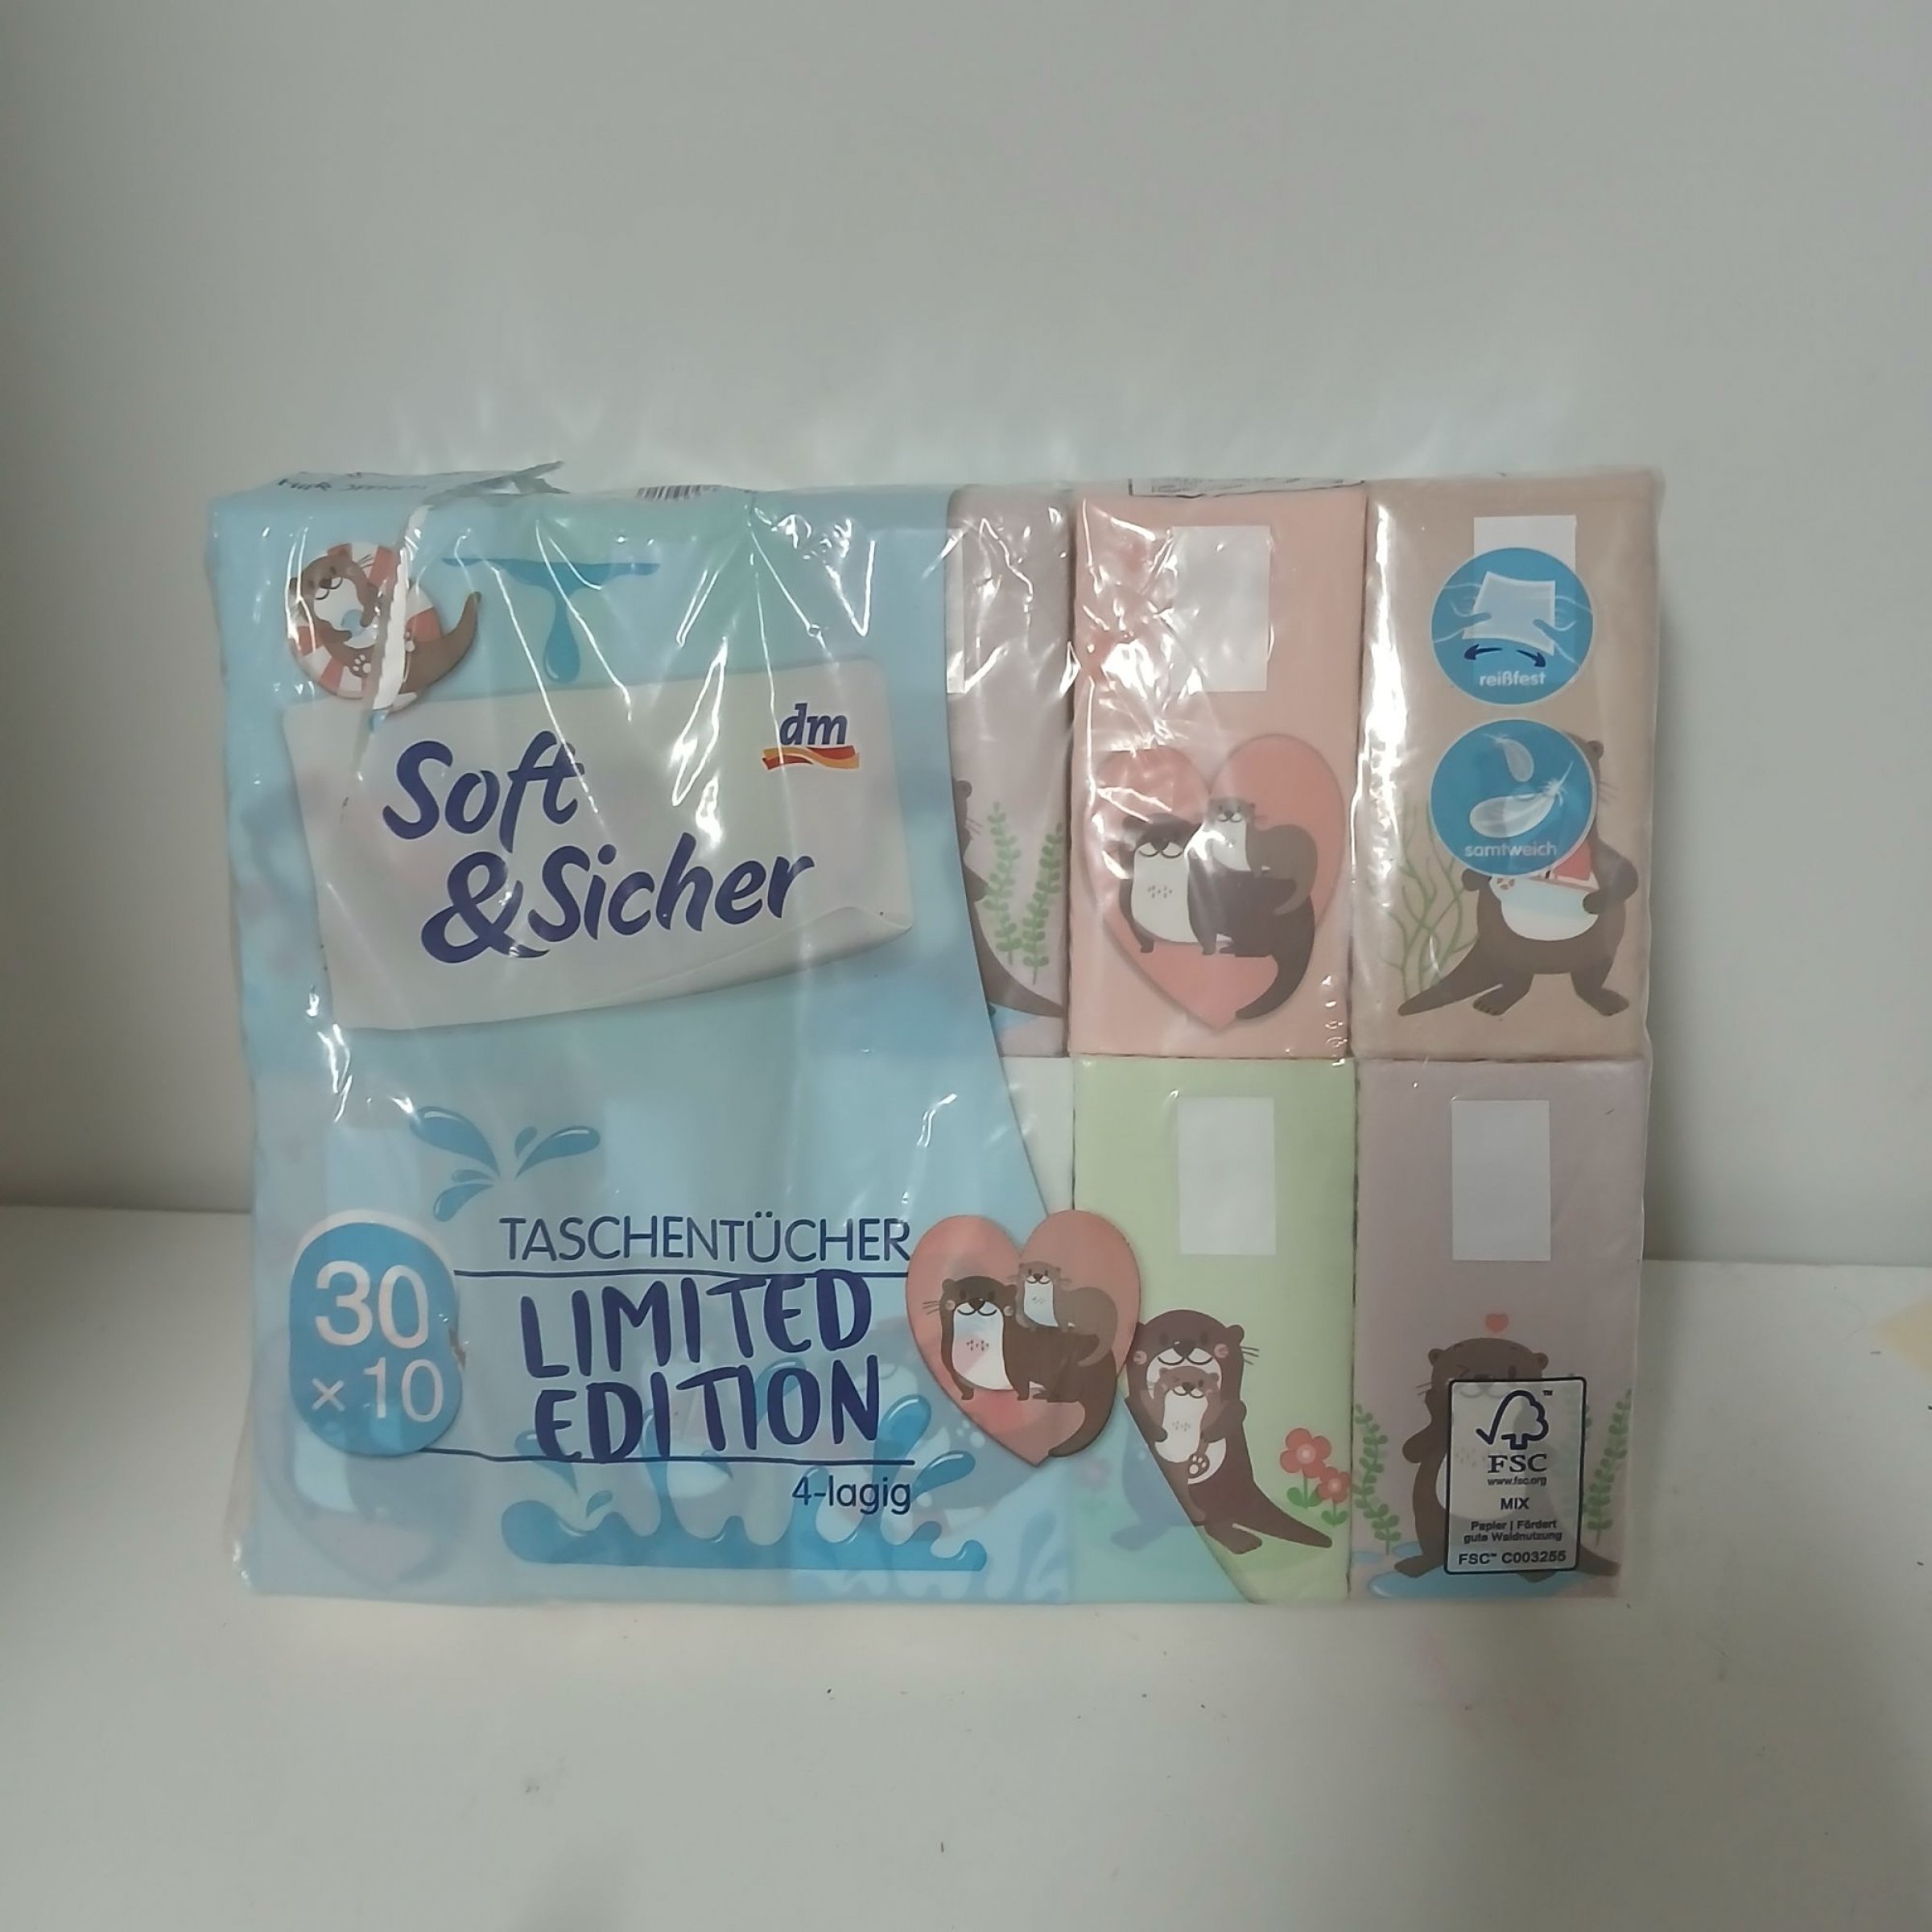 dm
Soft
&Sicher
TASCHENTÜCHER
LIMITED
EDITION
4-lagig
30
x 10
reißfest
samtweich
FSC™
www.fsc.org
MIX
Papier | Fördert
gute Waldnutzung
FSC™ C003255